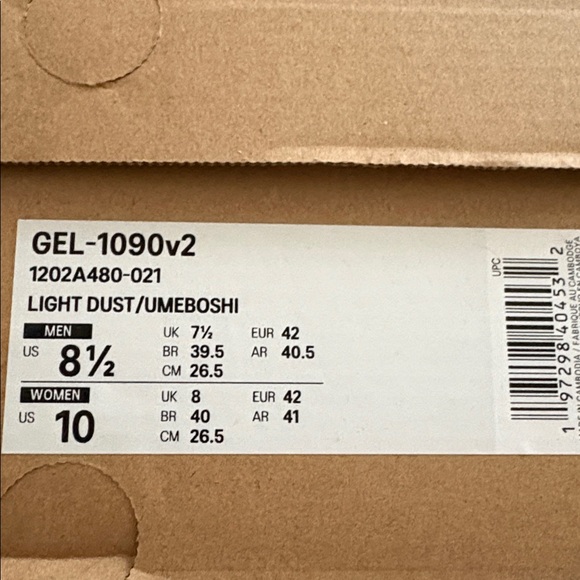 GEL-1090v2
1202A480-021
LIGHT DUST/UMEBOSHI
MEN
US 8½
UK 7½ EUR 42
BR 39.5 AR 40.5
CM 26.5
WOMEN
US 10
UK 8 EUR 42
BR 40 AR 41
CM 26.5
UPC
1 97298 40453 2